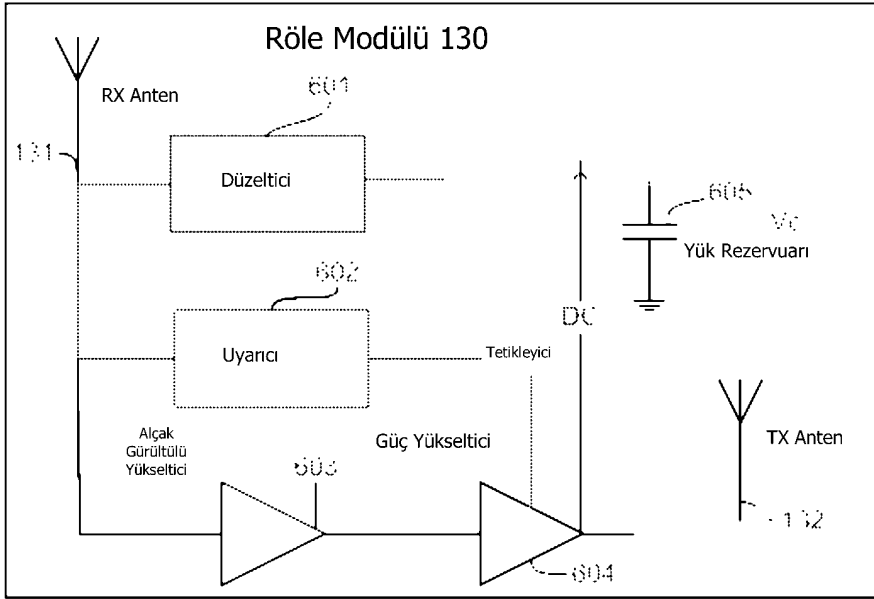 Röle Modülü 130
RX Anten
601
131
Düzeltici
605
Vc
Yük Rezervuarı
602
DC
Uyarıcı
Tetikleyici
Alçak
Gürültülü
Yükseltici
Güç Yükseltici
TX Anten
603
132
604